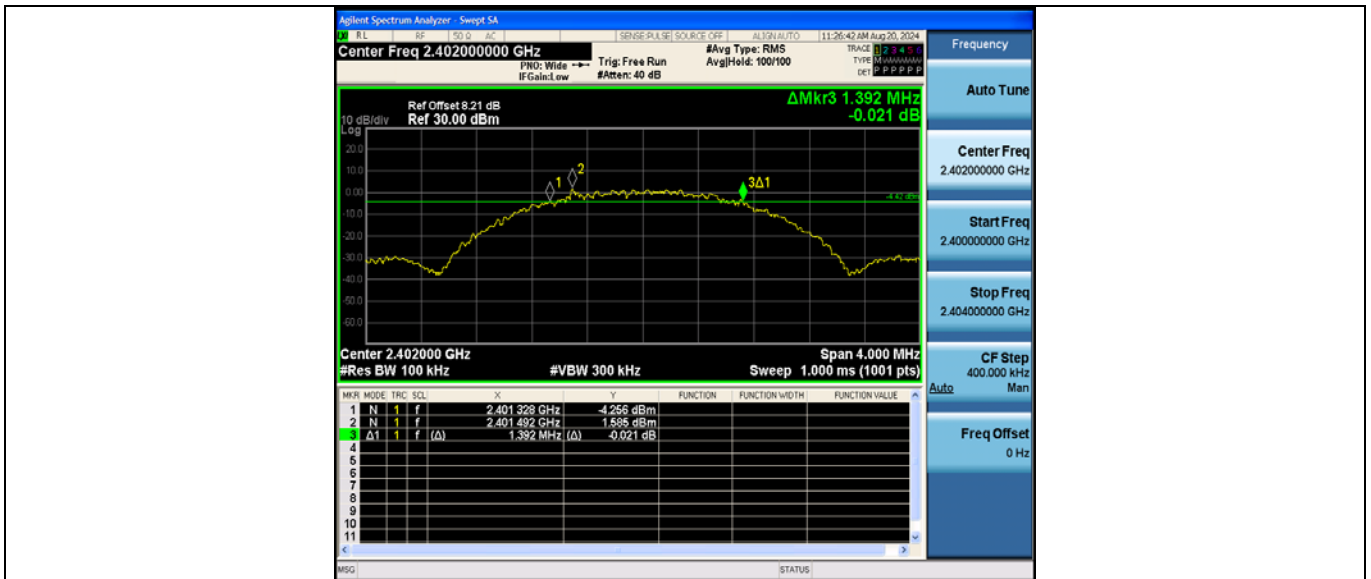 Agilent Spectrum Analyzer - Swept SA
RL RF 50 Ω AC SENSE:PULSE SOURCE OFF ALIGN AUTO 11:26:42 AM Aug 20, 2024
Center Freq 2.402000000 GHz #Avg Type: RMS TRACE 1 2 3 4 5 6
PNO: Wide Trig: Free Run Avg|Hold: 100/100 TYPE M
IFGain:Low #Atten: 40 dB DET P P P P P P
ΔMkr3 1.392 MHz
-0.021 dB
Ref Offset 8.21 dB
10 dB/div Ref 30.00 dBm
Log
20.0
10.0
0.00
-10.0
-20.0
-30.0
-40.0
-50.0
-60.0
1
2
3Δ1
-4.42 dBm
Center 2.402000 GHz Span 4.000 MHz
#Res BW 100 kHz #VBW 300 kHz Sweep 1.000 ms (1001 pts)
MKR MODE TRC SCL X Y FUNCTION FUNCTION WIDTH FUNCTION VALUE
1 N 1 f 2.401 328 GHz -4.256 dBm
2 N 1 f 2.401 492 GHz 1.585 dBm
3 Δ1 1 f (Δ) 1.392 MHz (Δ) -0.021 dB
4
5
6
7
8
9
10
11
MSG STATUS
Frequency
Auto Tune
Center Freq
2.402000000 GHz
Start Freq
2.400000000 GHz
Stop Freq
2.404000000 GHz
CF Step
400.000 kHz
Auto Man
Freq Offset
0 Hz